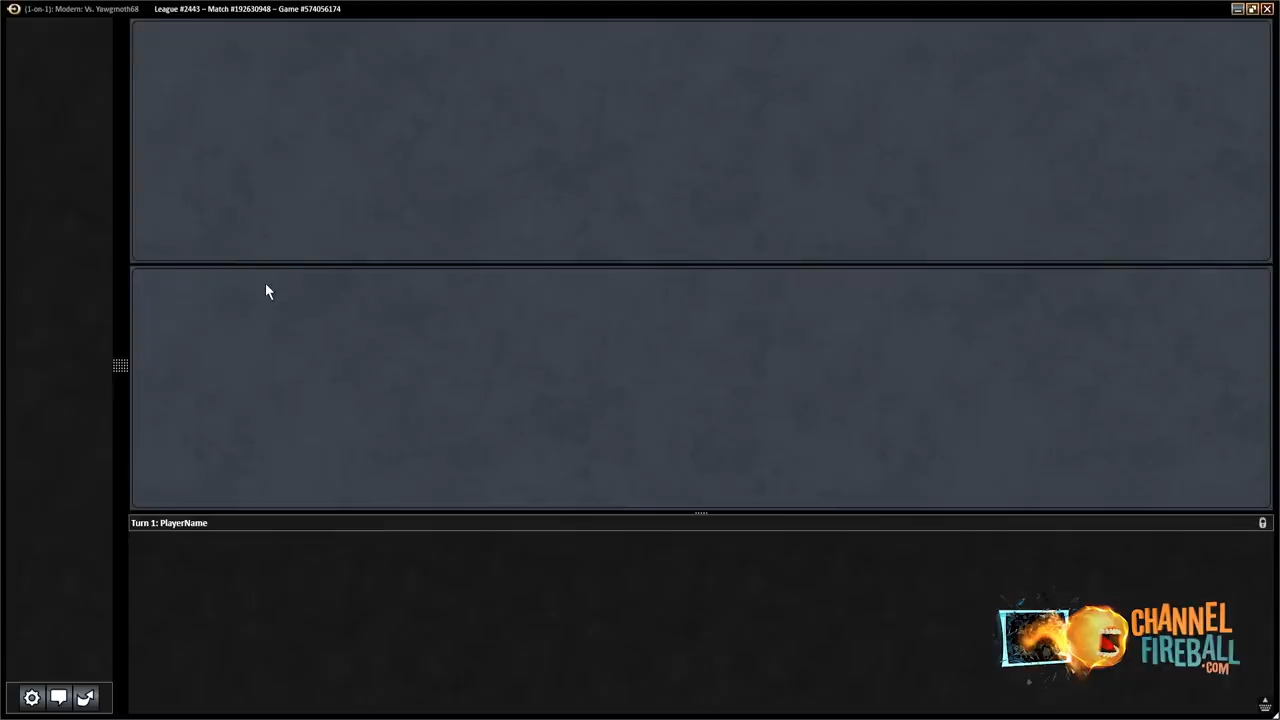 (1-on-1): Modern: Vs. Yawgmoth68 League #2443 – Match #192630948 – Game #574056174
Turn 1: PlayerName
CHANNEL
FIREBALL
.COM